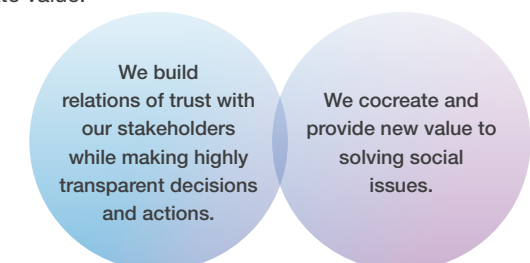 value.
We build
relations of trust with
our stakeholders
while making highly
transparent decisions
and actions.
We cocreate and
provide new value to
solving social
issues.